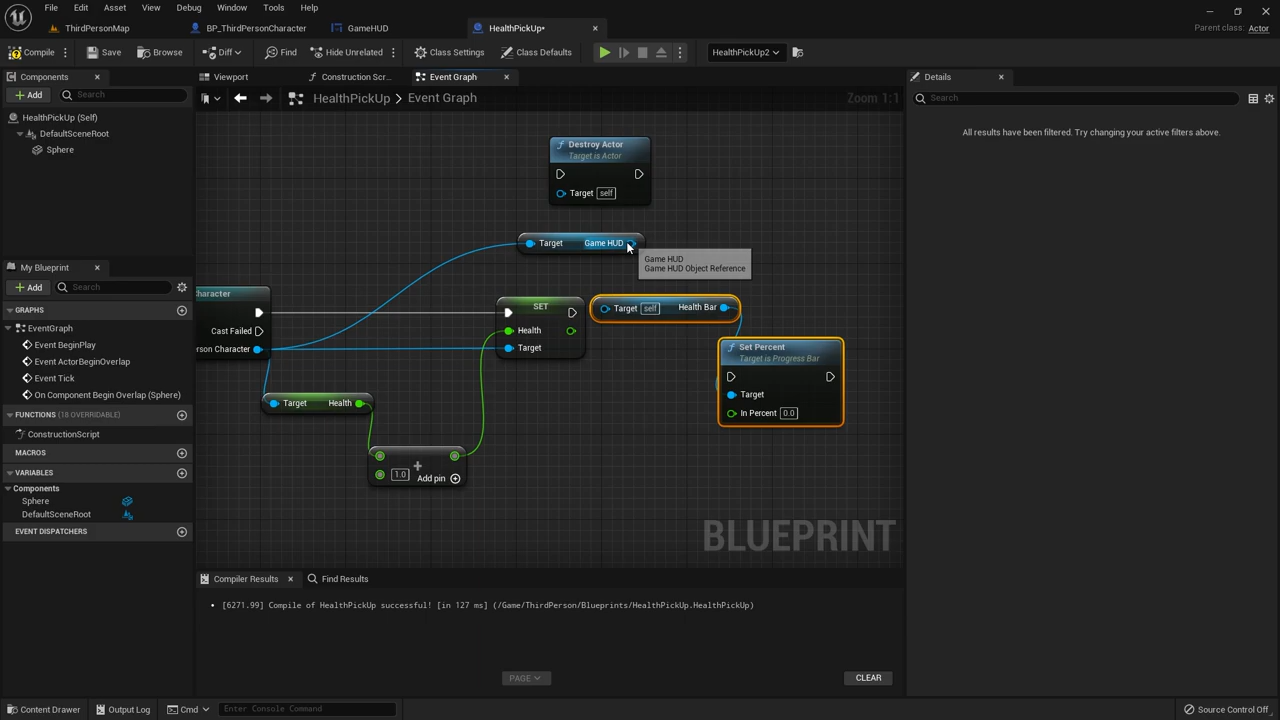 File
Edit
Asset
View
Debug
Window
Tools
Help
ThirdPersonMap
BP_ThirdPersonCharacter
GameHUD
HealthPickUp•
Parent class: Actor
Compile
Save
Browse
Diff
Find
Hide Unrelated
Class Settings
Class Defaults
HealthPickUp2
Components
Viewport
Construction Scr...
Event Graph
Details
Add
Search
HealthPickUp > Event Graph
Zoom 1:1
Search
HealthPickUp (Self)
DefaultSceneRoot
Sphere
All results have been filtered. Try changing your active filters above.
Destroy Actor
Target is Actor
Target self
Target Game HUD
Game HUD
Game HUD Object Reference
My Blueprint
Add
Search
GRAPHS
EventGraph
Event BeginPlay
Event ActorBeginOverlap
Event Tick
On Component Begin Overlap (Sphere)
FUNCTIONS (18 OVERRIDABLE)
ConstructionScript
MACROS
VARIABLES
Components
Sphere
DefaultSceneRoot
EVENT DISPATCHERS
Character
Cast Failed
erson Character
SET
Health
Target
Target self Health Bar
Set Percent
Target is Progress Bar
Target
In Percent 0.0
Target Health
+
1.0
Add pin
BLUEPRINT
Compiler Results
Find Results
[6271.99] Compile of HealthPickUp successful! [in 127 ms] (/Game/ThirdPerson/Blueprints/HealthPickUp.HealthPickUp)
PAGE
CLEAR
Content Drawer
Output Log
Cmd
Enter Console Command
Source Control Off